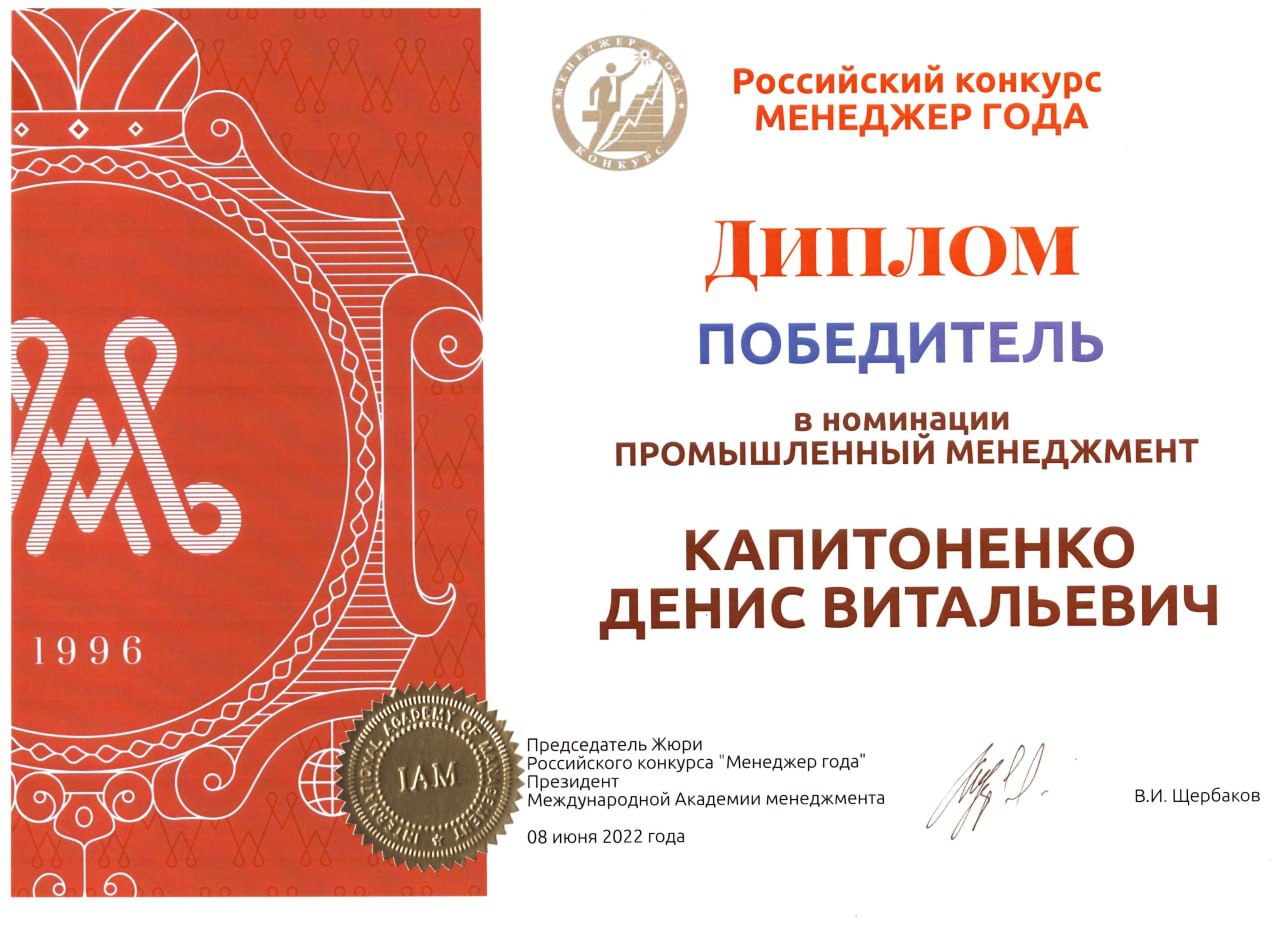 МЕНЕДЖЕР ГОДА
КОНКУРС
Российский конкурс
МЕНЕДЖЕР ГОДА
Диплом
ПОБЕДИТЕЛЬ
в номинации
ПРОМЫШЛЕННЫЙ МЕНЕДЖМЕНТ
КАПИТОНЕНКО
ДЕНИС ВИТАЛЬЕВИЧ
1996
INTERNATIONAL ACADEMY OF MANAGEMENT
IAM
Председатель Жюри
Российского конкурса "Менеджер года"
Президент
Международной Академии менеджмента
В.И. Щербаков
08 июня 2022 года